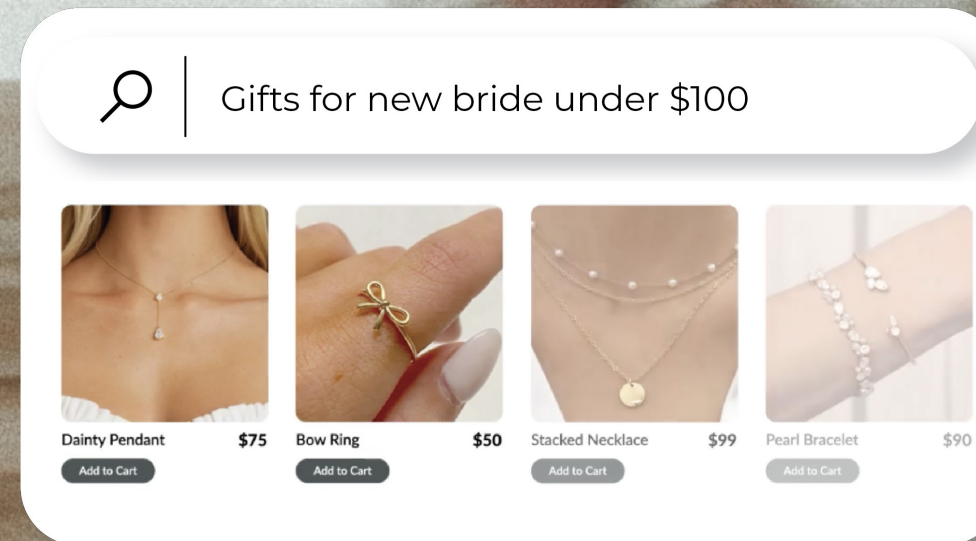 Gifts for new bride under $100
Dainty Pendant $75
Add to Cart
Bow Ring $50
Add to Cart
Stacked Necklace $99
Add to Cart
Pearl Bracelet $90
Add to Cart